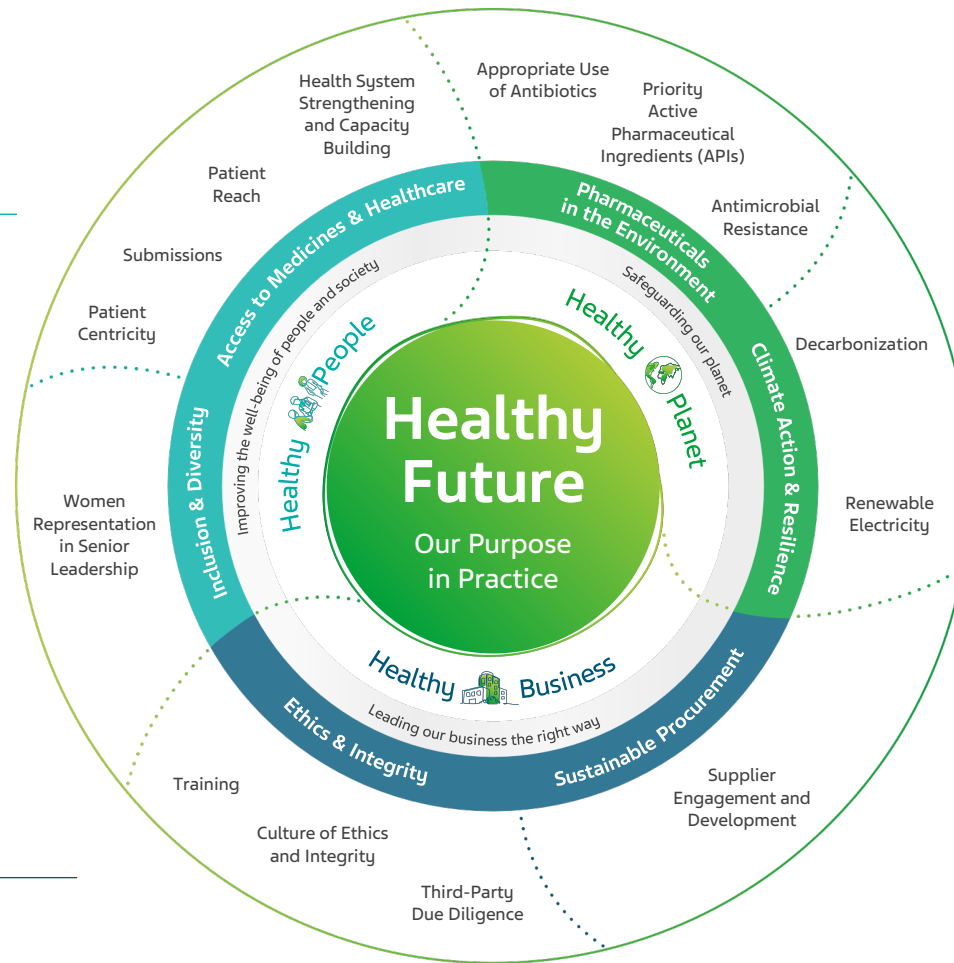 Healthy
Future
Our Purpose
in Practice
Healthy People
Improving the well-being of people and society
Access to Medicines & Healthcare
Health System
Strengthening
and Capacity
Building
Patient
Reach
Submissions
Patient
Centricity
Inclusion & Diversity
Women
Representation
in Senior
Leadership
Healthy Planet
Safeguarding our planet
Pharmaceuticals
in the Environment
Appropriate Use
of Antibiotics
Priority
Active
Pharmaceutical
Ingredients (APIs)
Antimicrobial
Resistance
Climate Action & Resilience
Decarbonization
Renewable
Electricity
Healthy Business
Leading our business the right way
Sustainable Procurement
Supplier
Engagement and
Development
Ethics & Integrity
Training
Culture of Ethics
and Integrity
Third-Party
Due Diligence